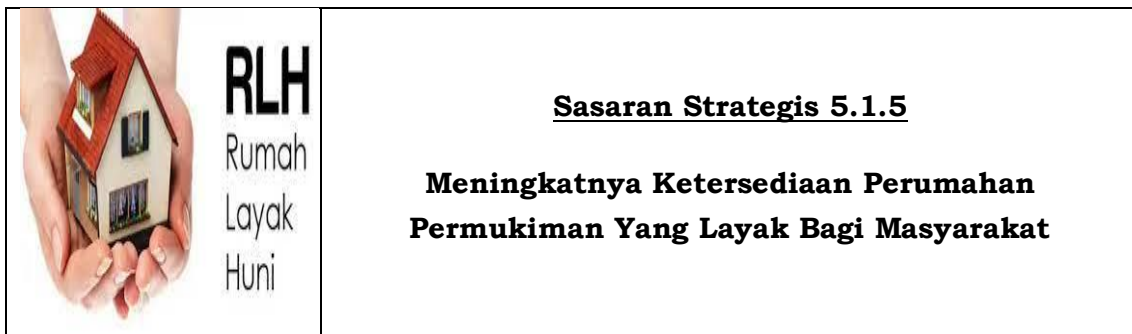 RLH
Rumah
Layak
Huni
Sasaran Strategis 5.1.5
Meningkatnya Ketersediaan Perumahan
Permukiman Yang Layak Bagi Masyarakat